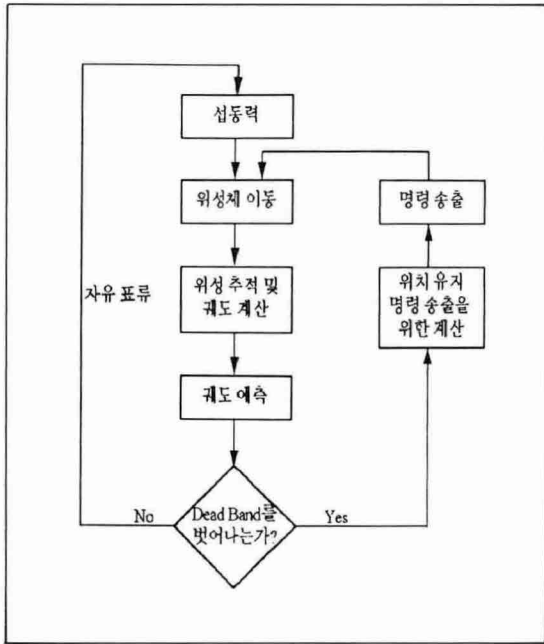 섭동력
위성체 이동
명령 송출
자유 표류
위성 추적 및
궤도 계산
위치 유지
명령 송출을
위한 계산
궤도 예측
No
Dead Band를
벗어나는가?
Yes